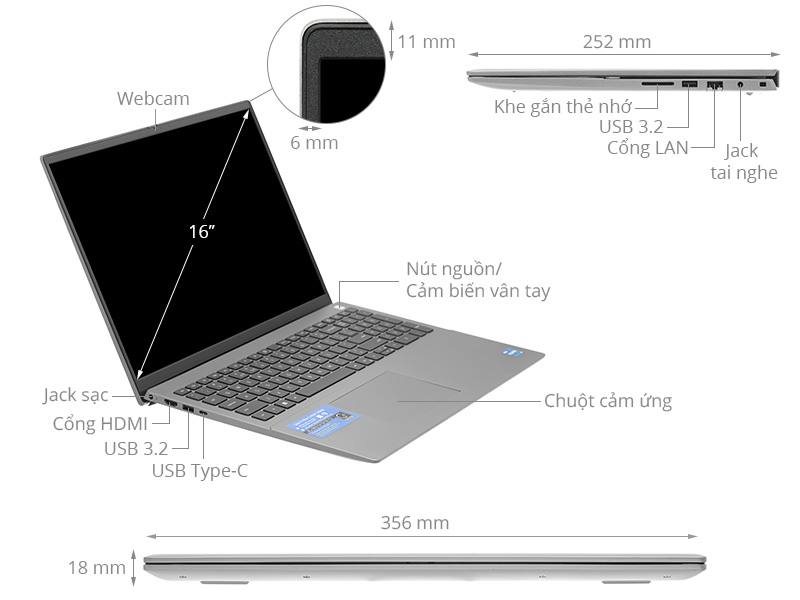 11 mm
252 mm
Webcam
Khe gắn thẻ nhớ
USB 3.2
6 mm
Cổng LAN
Jack
tai nghe
16”
Nút nguồn/
Cảm biến vân tay
Jack sạc
Chuột cảm ứng
Cổng HDMI
USB 3.2
USB Type-C
356 mm
18 mm